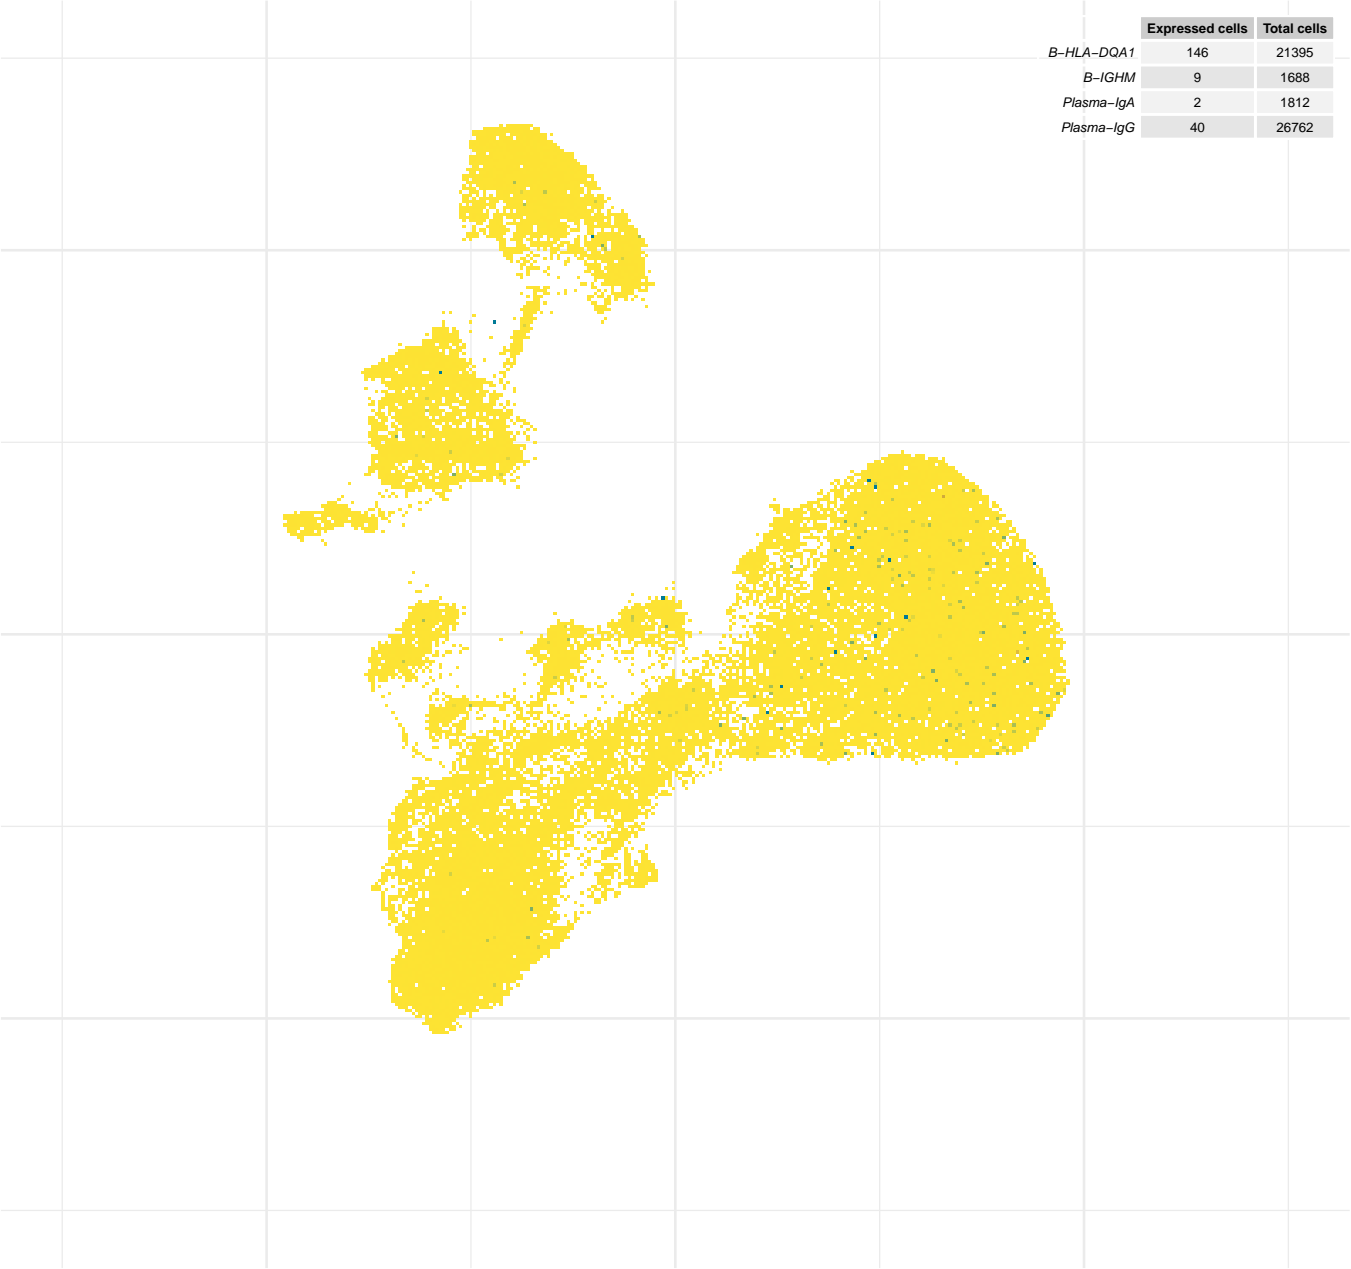 Expressed cells Total cells
B−HLA−DQA1 146 21395
B−IGHM 9 1688
Plasma−IgA 2 1812
Plasma−IgG 40 26762